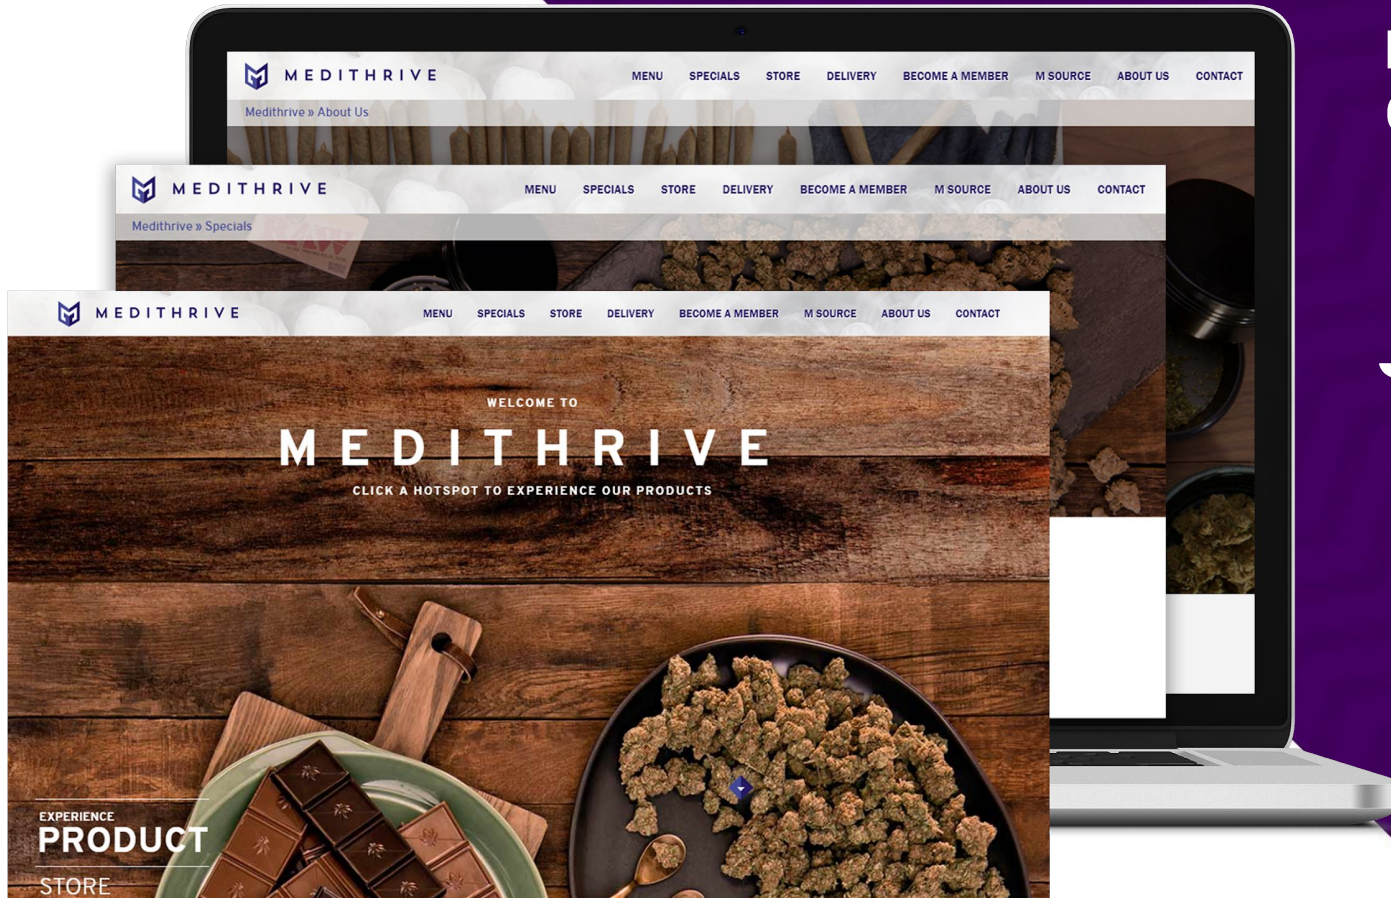 MEDITHRIVE
MENU SPECIALS STORE DELIVERY BECOME A MEMBER M SOURCE ABOUT US CONTACT
Medithrive » About Us
MEDITHRIVE
MENU SPECIALS STORE DELIVERY BECOME A MEMBER M SOURCE ABOUT US CONTACT
Medithrive » Specials
RAW
MEDITHRIVE
MENU SPECIALS STORE DELIVERY BECOME A MEMBER M SOURCE ABOUT US CONTACT
WELCOME TO
MEDITHRIVE
CLICK A HOTSPOT TO EXPERIENCE OUR PRODUCTS
EXPERIENCE
PRODUCT
STORE